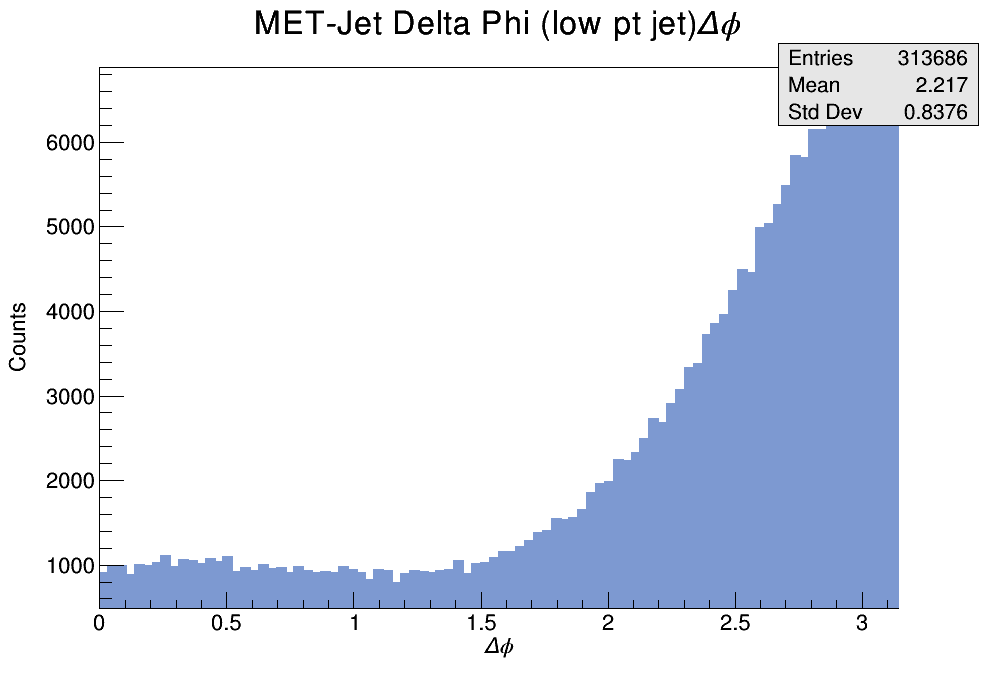 MET-Jet Delta Phi (low pt jet)Δϕ
Entries 313686
Mean 2.217
Std Dev 0.8376
6000
5000
4000
3000
2000
1000
Counts
0 0.5 1 1.5 2 2.5 3
Δϕ